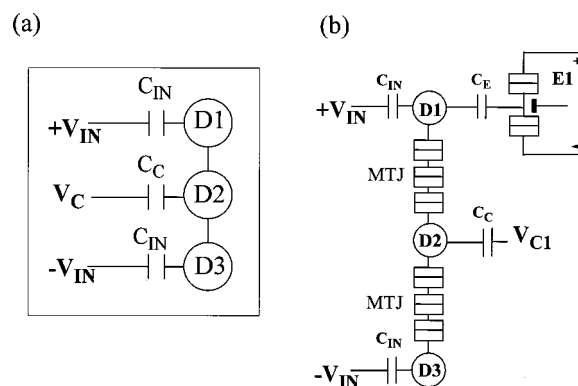 (a)
C_IN
+V_IN
D1
C_C
V_C
D2
C_IN
-V_IN
D3
(b)
C_IN
C_E
E1
+V_IN
D1
MTJ
D2
C_C
V_C1
MTJ
C_IN
-V_IN
D3